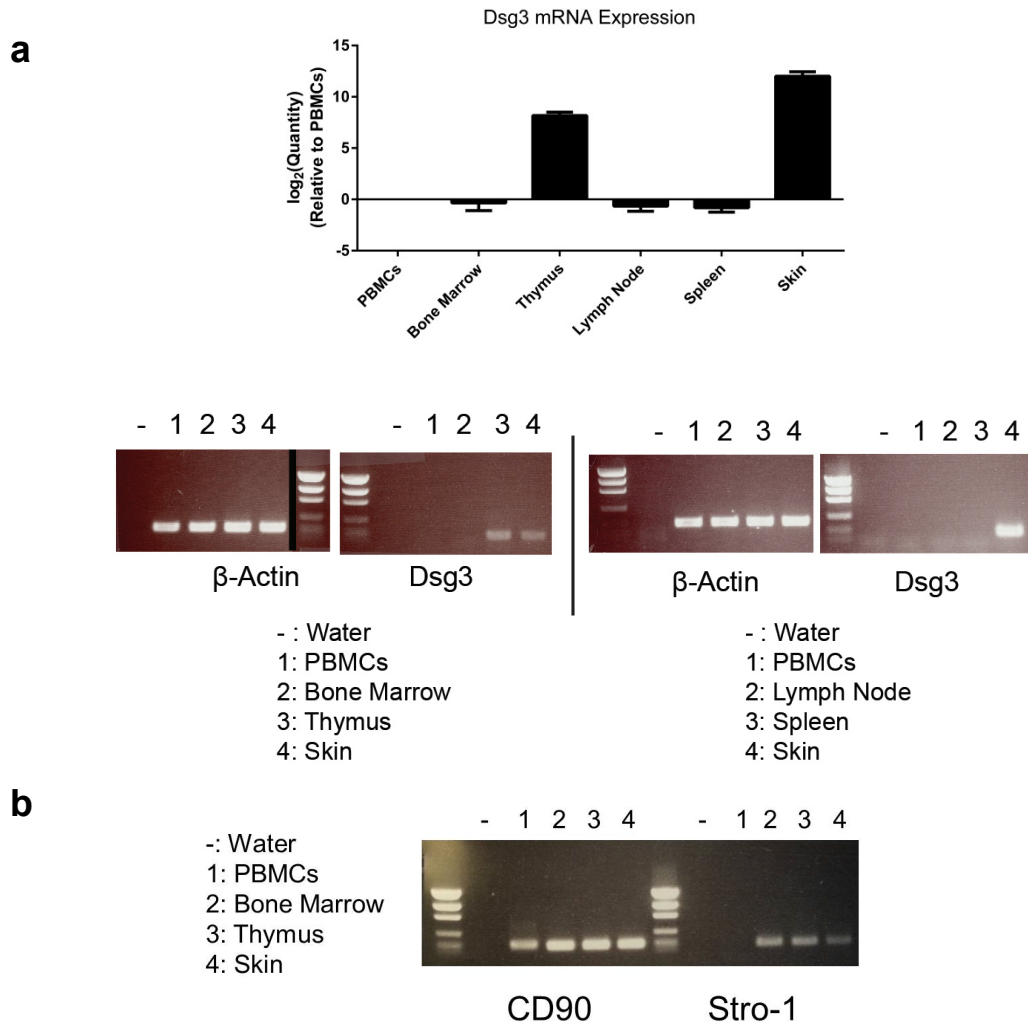 a
Dsg3 mRNA Expression
log2(Quantity)
(Relative to PBMCs)
15
10
5
0
-5
PBMCs
Bone Marrow
Thymus
Lymph Node
Spleen
Skin
- 1 2 3 4
- 1 2 3 4
- 1 2 3 4
- 1 2 3 4
β-Actin
Dsg3
β-Actin
Dsg3
- : Water
1: PBMCs
2: Bone Marrow
3: Thymus
4: Skin
- : Water
1: PBMCs
2: Lymph Node
3: Spleen
4: Skin
b
-: Water
1: PBMCs
2: Bone Marrow
3: Thymus
4: Skin
- 1 2 3 4
- 1 2 3 4
CD90
Stro-1